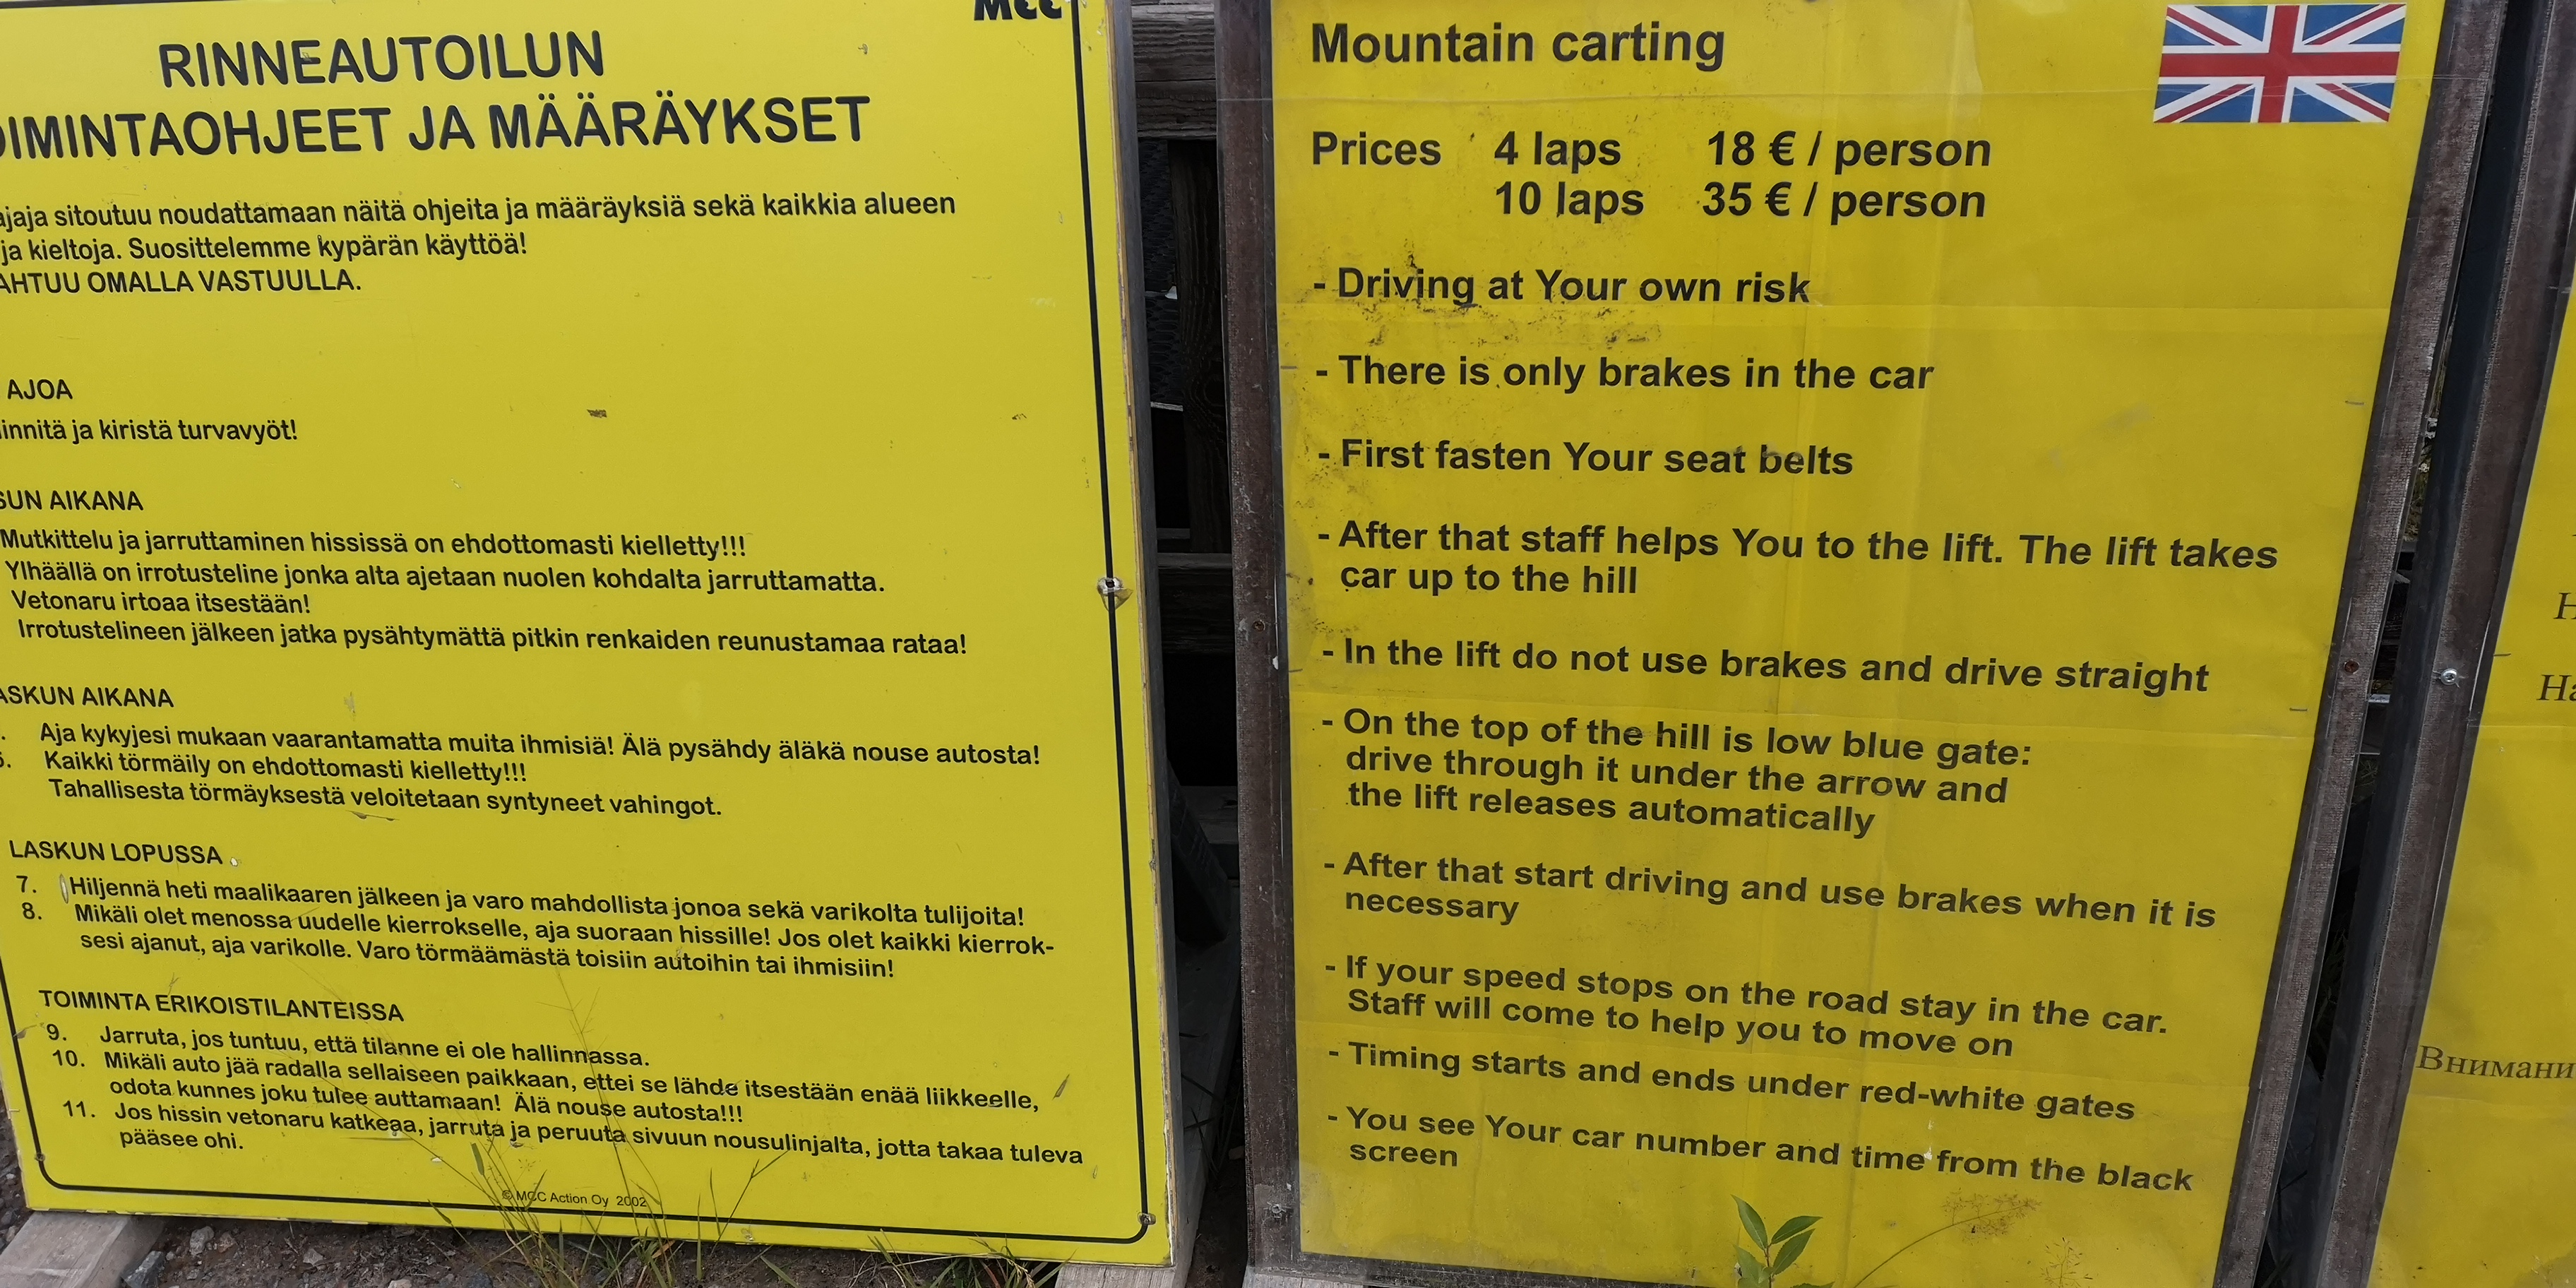 MCC
RINNEAUTOILUN
OIMINTAOHJEET JA MÄÄRÄYKSET
ajaja sitoutuu noudattamaan näitä ohjeita ja määräyksiä sekä kaikkia alueen
ja kieltoja. Suosittelemme kypärän käyttöä!
AHTUU OMALLA VASTUULLA.
AJOA
innitä ja kiristä turvavyöt!
SUN AIKANA
Mutkittelu ja jarruttaminen hississä on ehdottomasti kielletty!!!
Ylhäällä on irrotusteline jonka alta ajetaan nuolen kohdalta jarruttamatta.
Vetonaru irtoaa itsestään!
Irrotustelineen jälkeen jatka pysähtymättä pitkin renkaiden reunustamaa rataa!
ASKUN AIKANA
. Aja kykyjesi mukaan vaarantamatta muita ihmisiä! Älä pysähdy äläkä nouse autosta!
6. Kaikki törmäily on ehdottomasti kielletty!!!
Tahallisesta törmäyksestä veloitetaan syntyneet vahingot.
LASKUN LOPUSSA
7. Hiljennä heti maalikaaren jälkeen ja varo mahdollista jonoa sekä varikolta tulijoita!
8. Mikäli olet menossa uudelle kierrokselle, aja suoraan hissille! Jos olet kaikki kierrok-
sesi ajanut, aja varikolle. Varo törmäämästä toisiin autoihin tai ihmisiin!
TOIMINTA ERIKOISTILANTEISSA
9. Jarruta, jos tuntuu, että tilanne ei ole hallinnassa.
10. Mikäli auto jää radalla sellaiseen paikkaan, ettei se lähde itsestään enää liikkeelle,
odota kunnes joku tulee auttamaan! Älä nouse autosta!!!
11. Jos hissin vetonaru katkeaa, jarruta ja peruuta sivuun nousulinjalta, jotta takaa tuleva
pääsee ohi.
© MCC Action Oy 2002
Mountain carting
Prices 4 laps 18 € / person
10 laps 35 € / person
- Driving at Your own risk
- There is only brakes in the car
- First fasten Your seat belts
- After that staff helps You to the lift. The lift takes
car up to the hill
- In the lift do not use brakes and drive straight
- On the top of the hill is low blue gate:
drive through it under the arrow and
the lift releases automatically
- After that start driving and use brakes when it is
necessary
- If your speed stops on the road stay in the car.
Staff will come to help you to move on
- Timing starts and ends under red-white gates
- You see Your car number and time from the black
screen
Н
На
Внимани